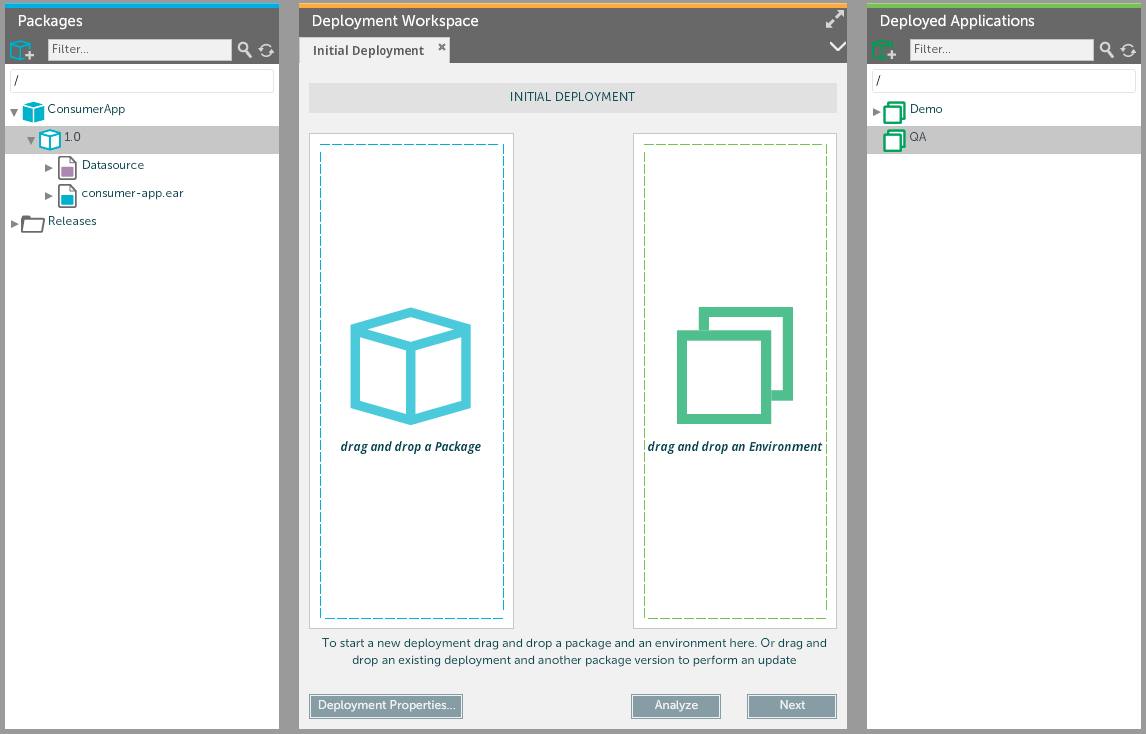 Packages
Filter...
/
ConsumerApp
1.0
Datasource
consumer-app.ear
Releases
Deployment Workspace
Initial Deployment
INITIAL DEPLOYMENT
drag and drop a Package
drag and drop an Environment
To start a new deployment drag and drop a package and an environment here. Or drag and
drop an existing deployment and another package version to perform an update
Deployment Properties...
Analyze
Next
Deployed Applications
Filter...
/
Demo
QA